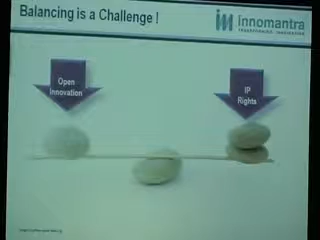 Balancing is a Challenge !
innomantra
Open
Innovation
IP
Rights